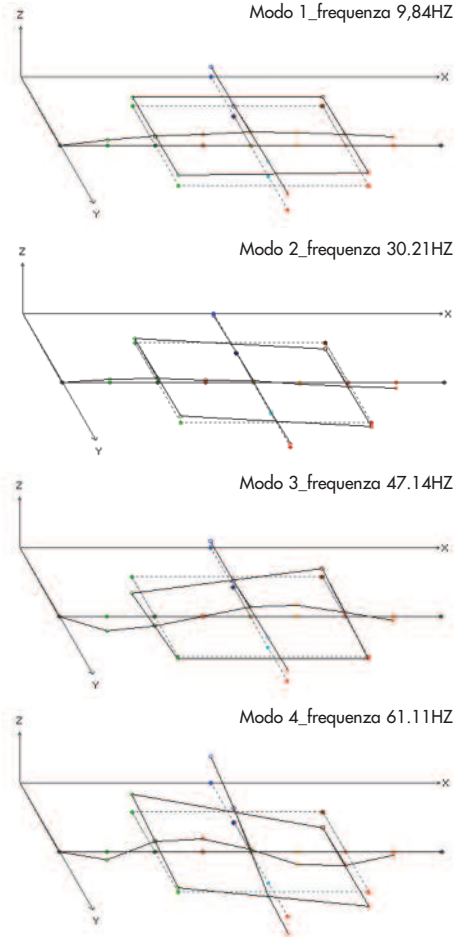 Modo 1_frequenza 9,84HZ
Z
X
Y
Modo 2_frequenza 30.21HZ
Z
X
Y
Modo 3_frequenza 47.14HZ
Z
X
Y
Modo 4_frequenza 61.11HZ
Z
X
Y